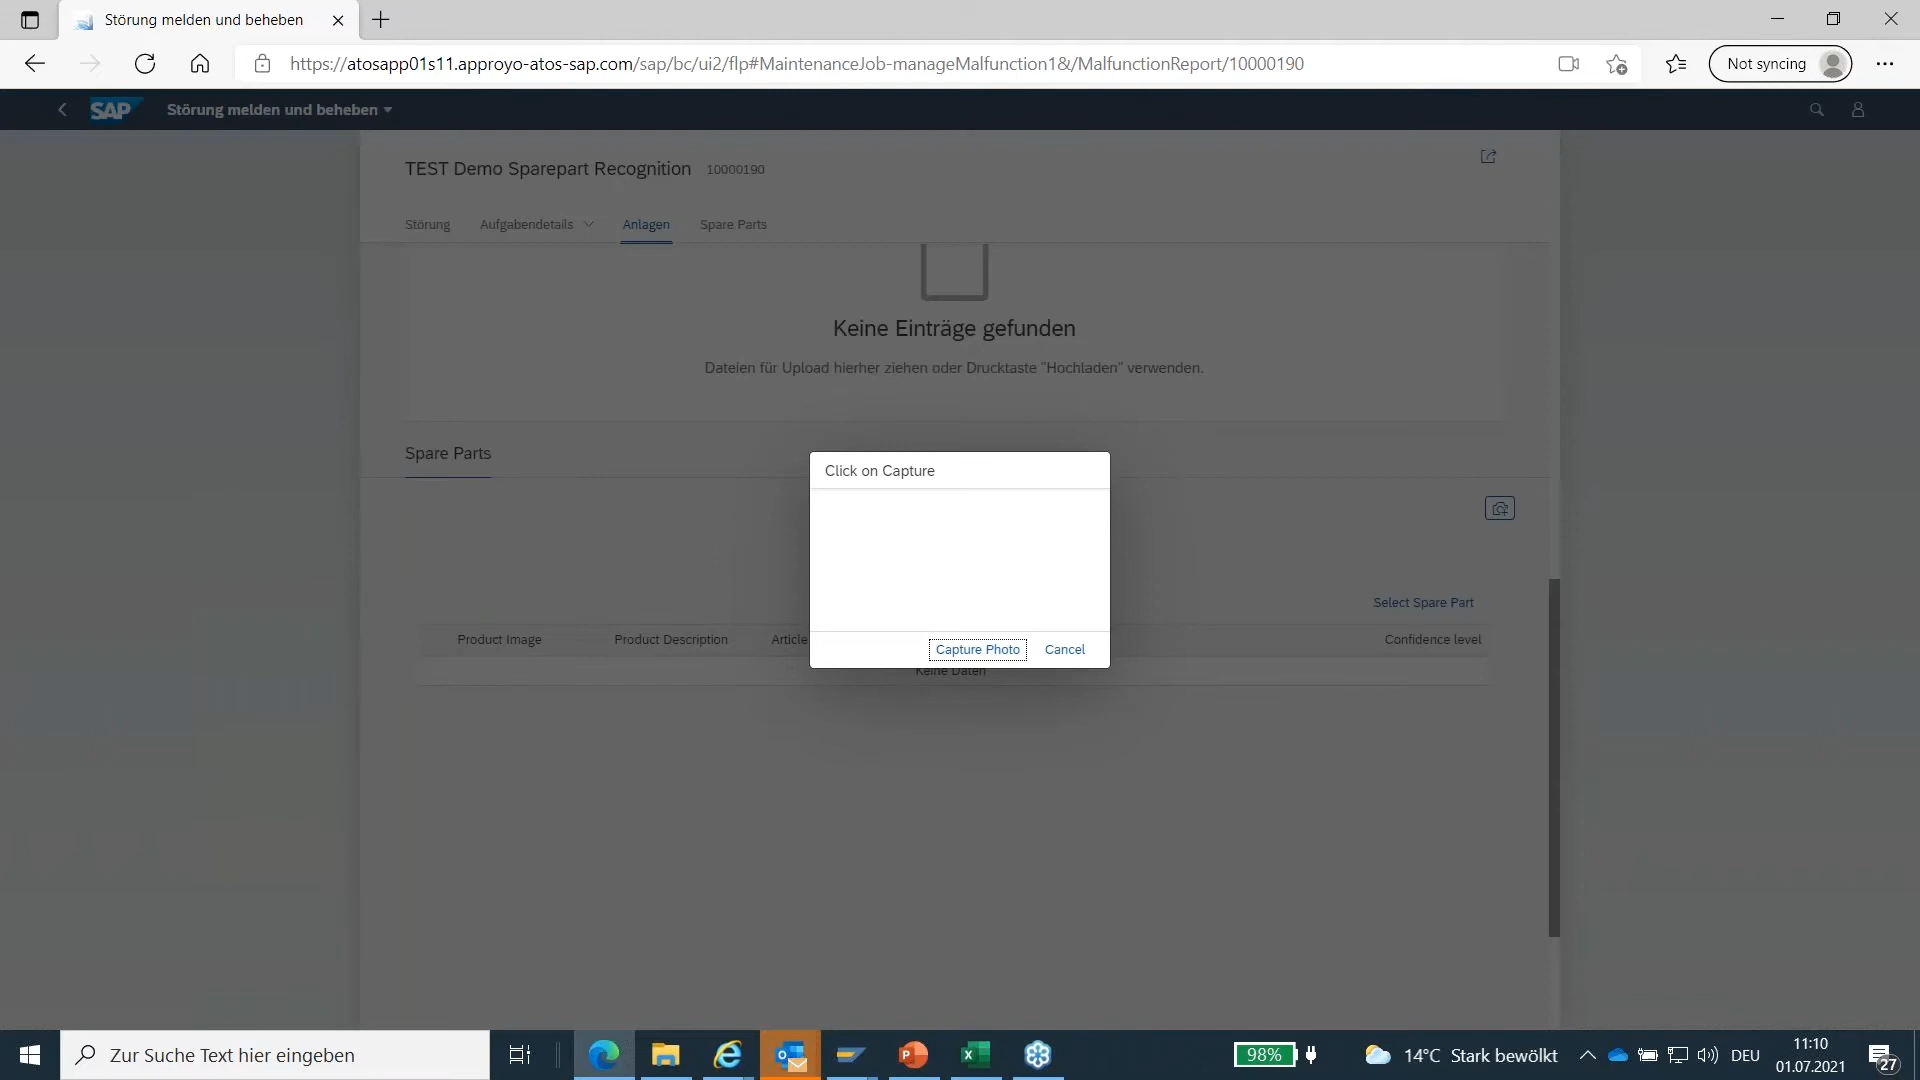 Störung melden und beheben
https://atosapp01s11.approyo-atos-sap.com/sap/bc/ui2/flp#MaintenanceJob-manageMalfunction1&/MalfunctionReport/10000190
Not syncing
SAP
Störung melden und beheben
TEST Demo Sparepart Recognition 10000190
Störung Aufgabendetails Anlagen Spare Parts
Keine Einträge gefunden
Dateien für Upload hierher ziehen oder Drucktaste "Hochladen" verwenden.
Spare Parts
Click on Capture
Select Spare Part
Product Image Product Description Article Confidence level
Capture Photo Cancel
Keine Daten
Zur Suche Text hier eingeben
98%
14°C Stark bewölkt
DEU
11:10
01.07.2021
27